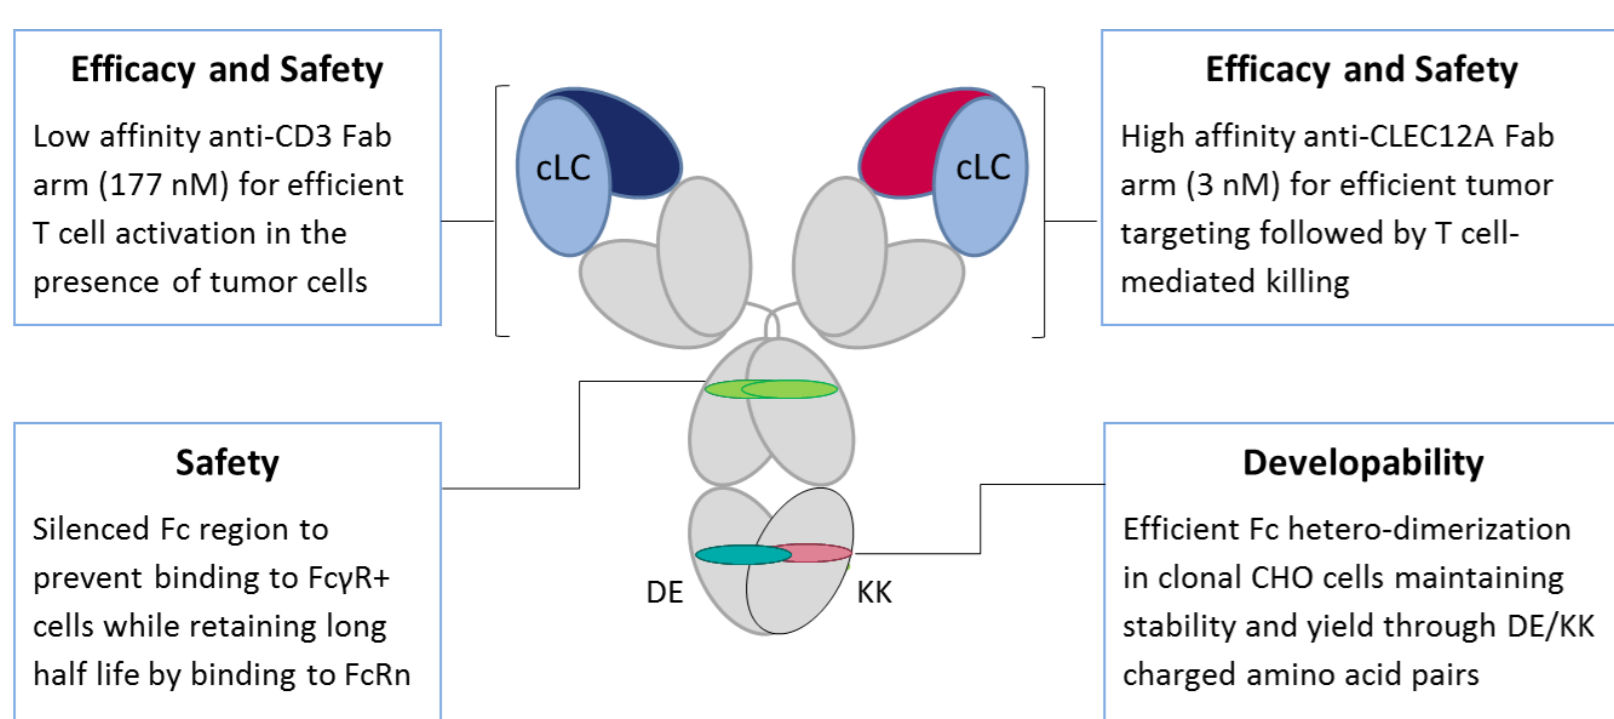 Efficacy and Safety
Low affinity anti-CD3 Fab
arm (177 nM) for efficient
T cell activation in the
presence of tumor cells
cLC
cLC
Efficacy and Safety
High affinity anti-CLEC12A Fab
arm (3 nM) for efficient tumor
targeting followed by T cell-
mediated killing
Safety
Silenced Fc region to
prevent binding to FcγR+
cells while retaining long
half life by binding to FcRn
DE
KK
Developability
Efficient Fc hetero-dimerization
in clonal CHO cells maintaining
stability and yield through DE/KK
charged amino acid pairs